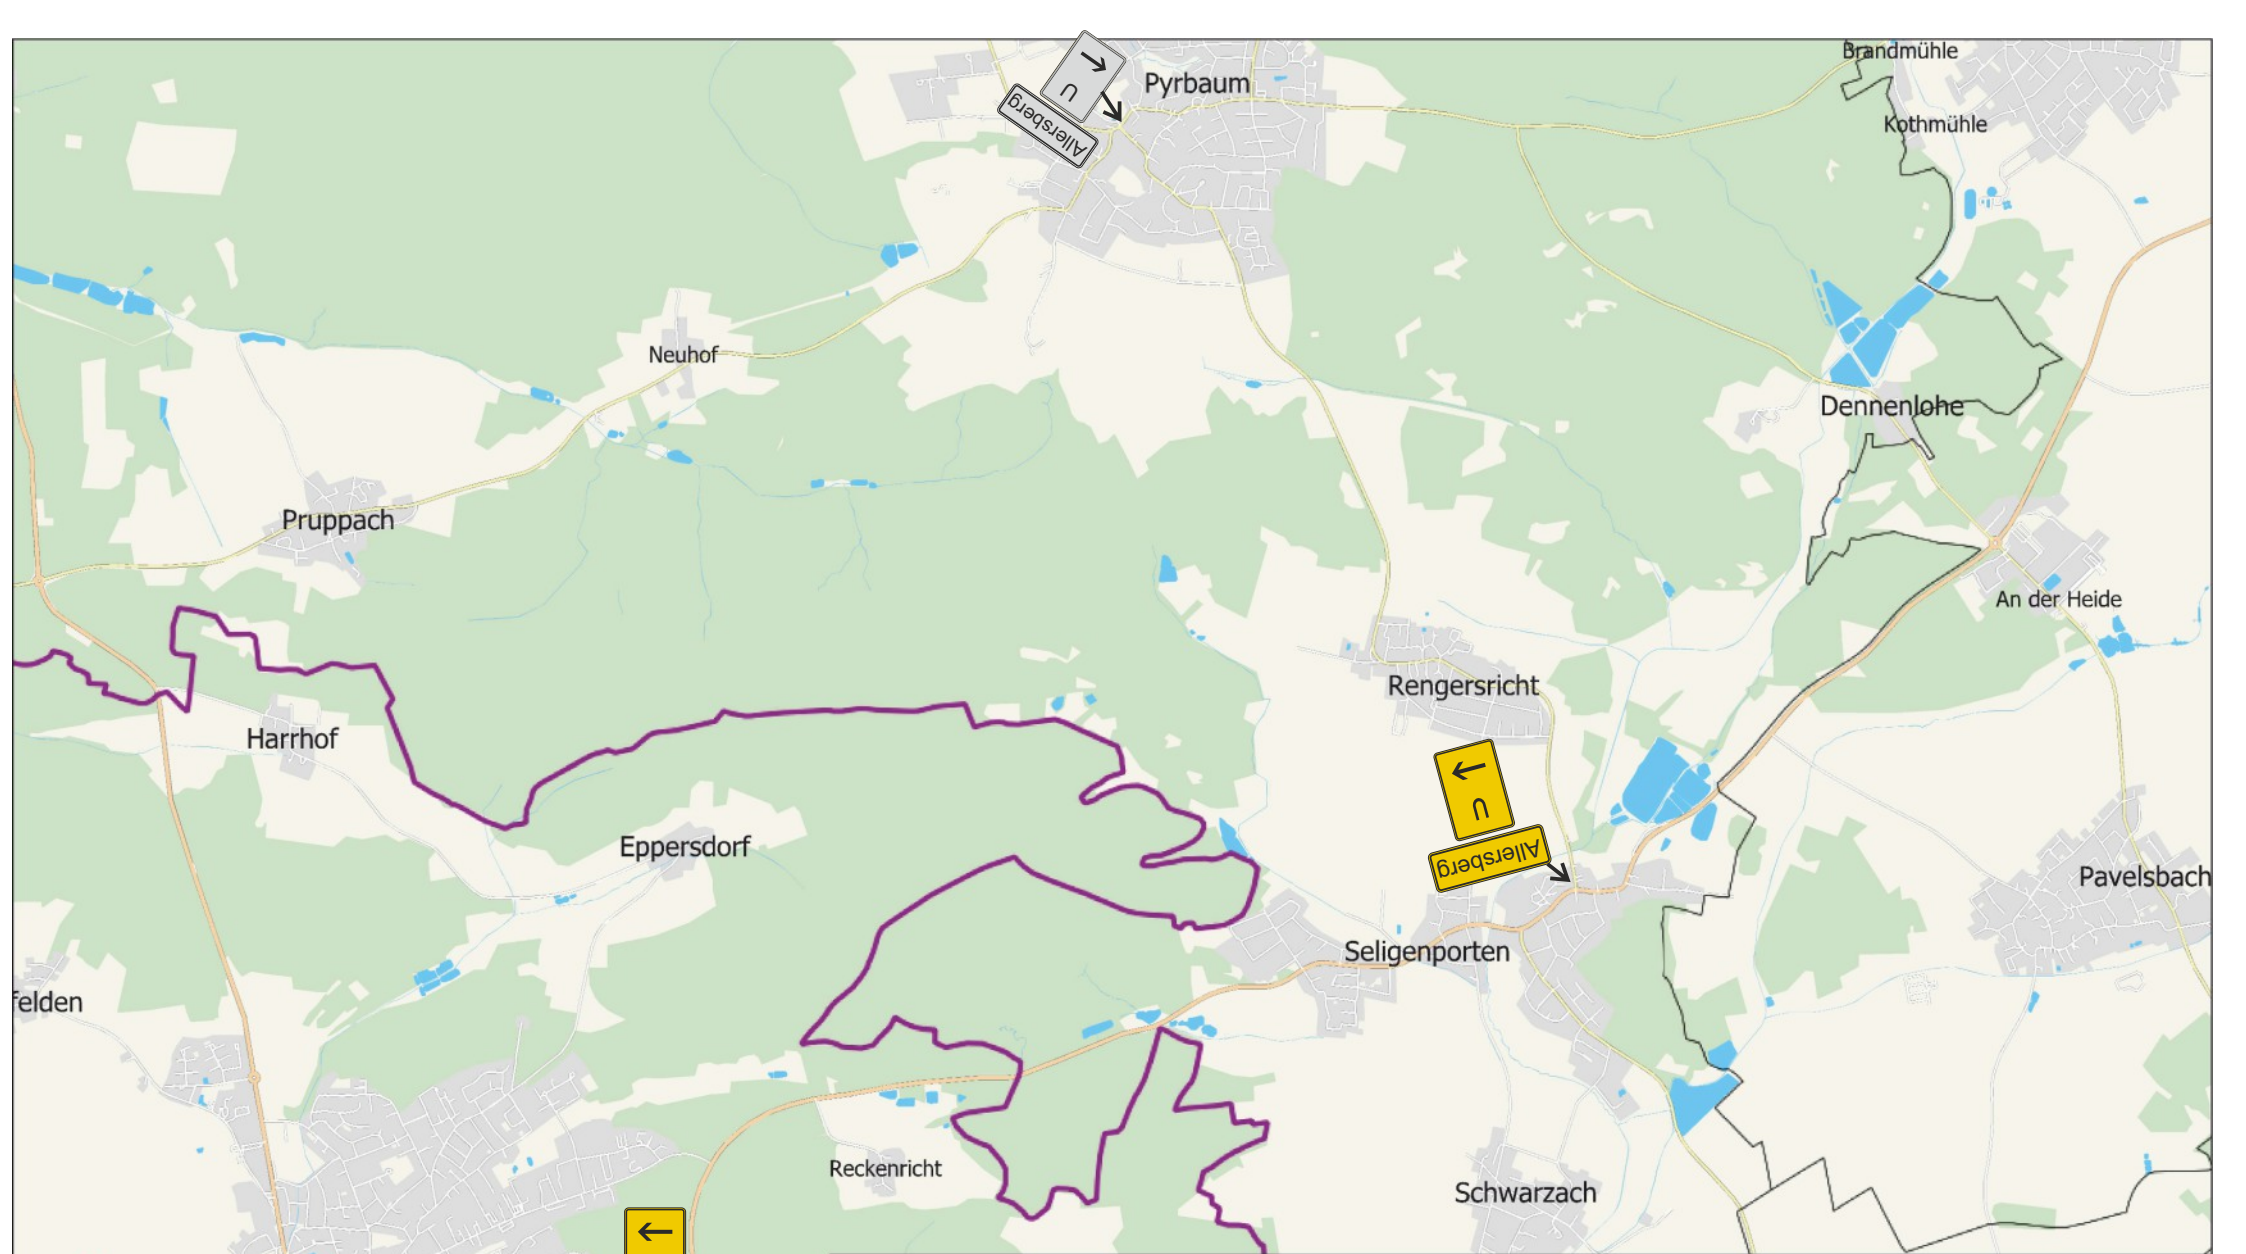 Brandmühle
Pyrbaum
U
Allersberg
Kothmühle
Neuhof
Dennenlohe
Pruppach
An der Heide
Rengersricht
Harrhof
U
Allersberg
Eppersdorf
Pavelsbach
Seligenporten
felden
Reckenricht
Schwarzach